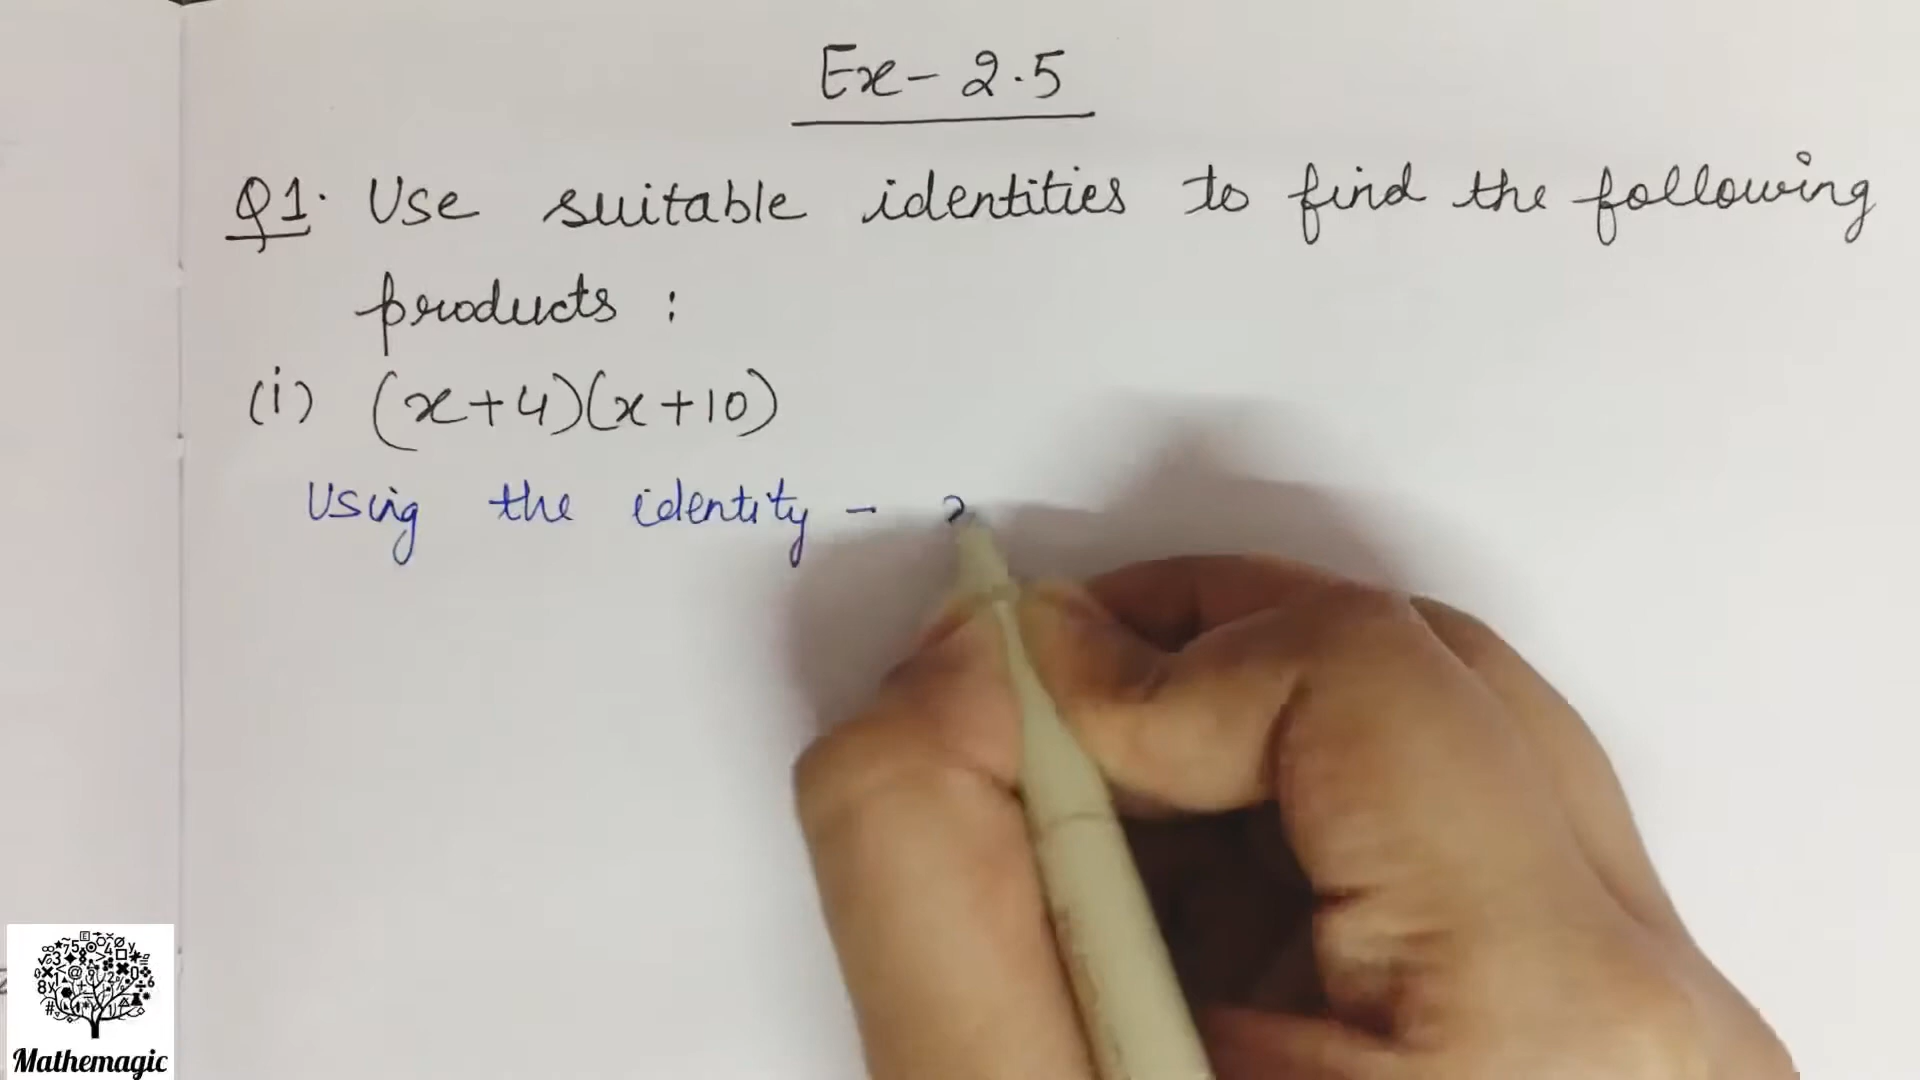 Ex - 2.5
Q1. Use suitable identities to find the following
products :
(i) (x+4)(x+10)
Using the identity -
Mathemagic